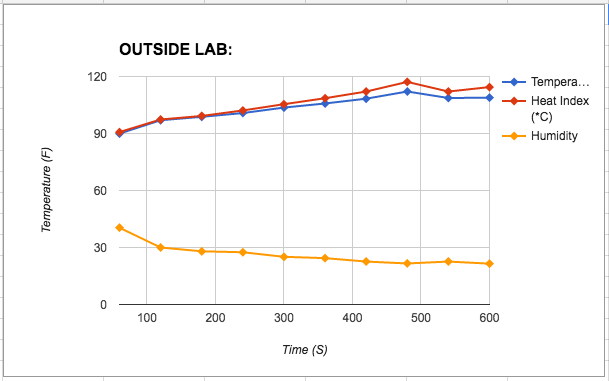 OUTSIDE LAB:
120
90
60
30
0
100 200 300 400 500 600
Temperature (F)
Time (S)
Tempera...
Heat Index
(*C)
Humidity